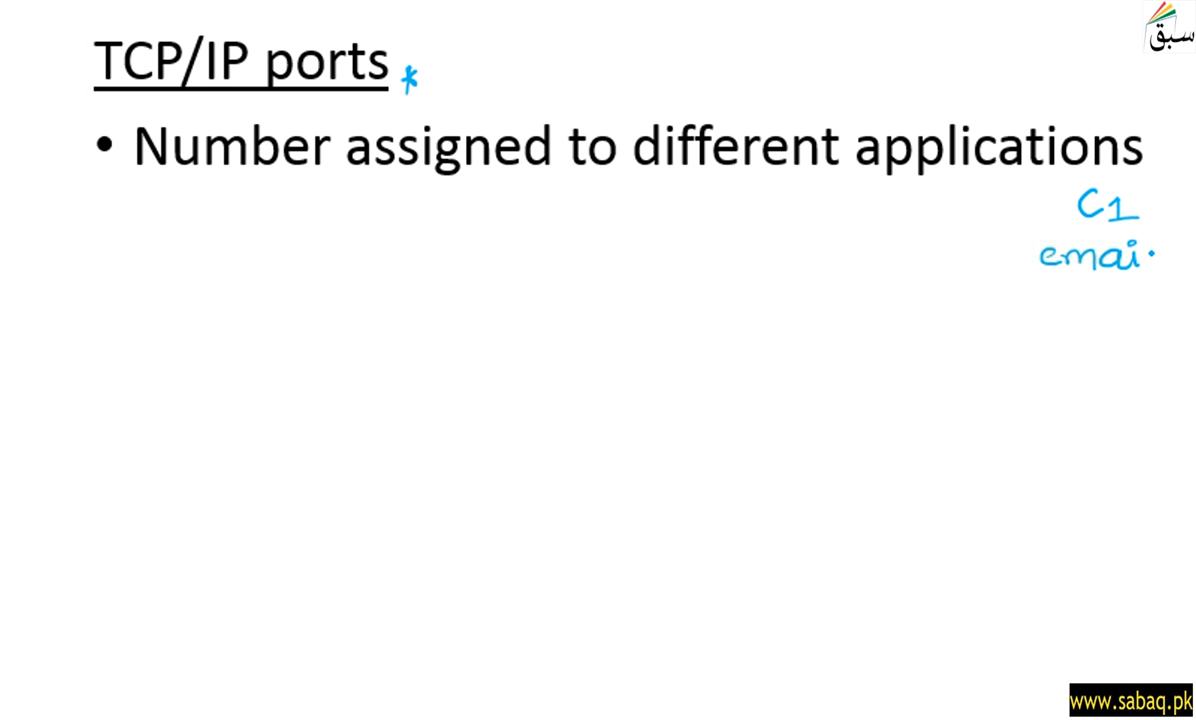 سبق
TCP/IP ports *
• Number assigned to different applications
C1
emai
www.sabaq.pk